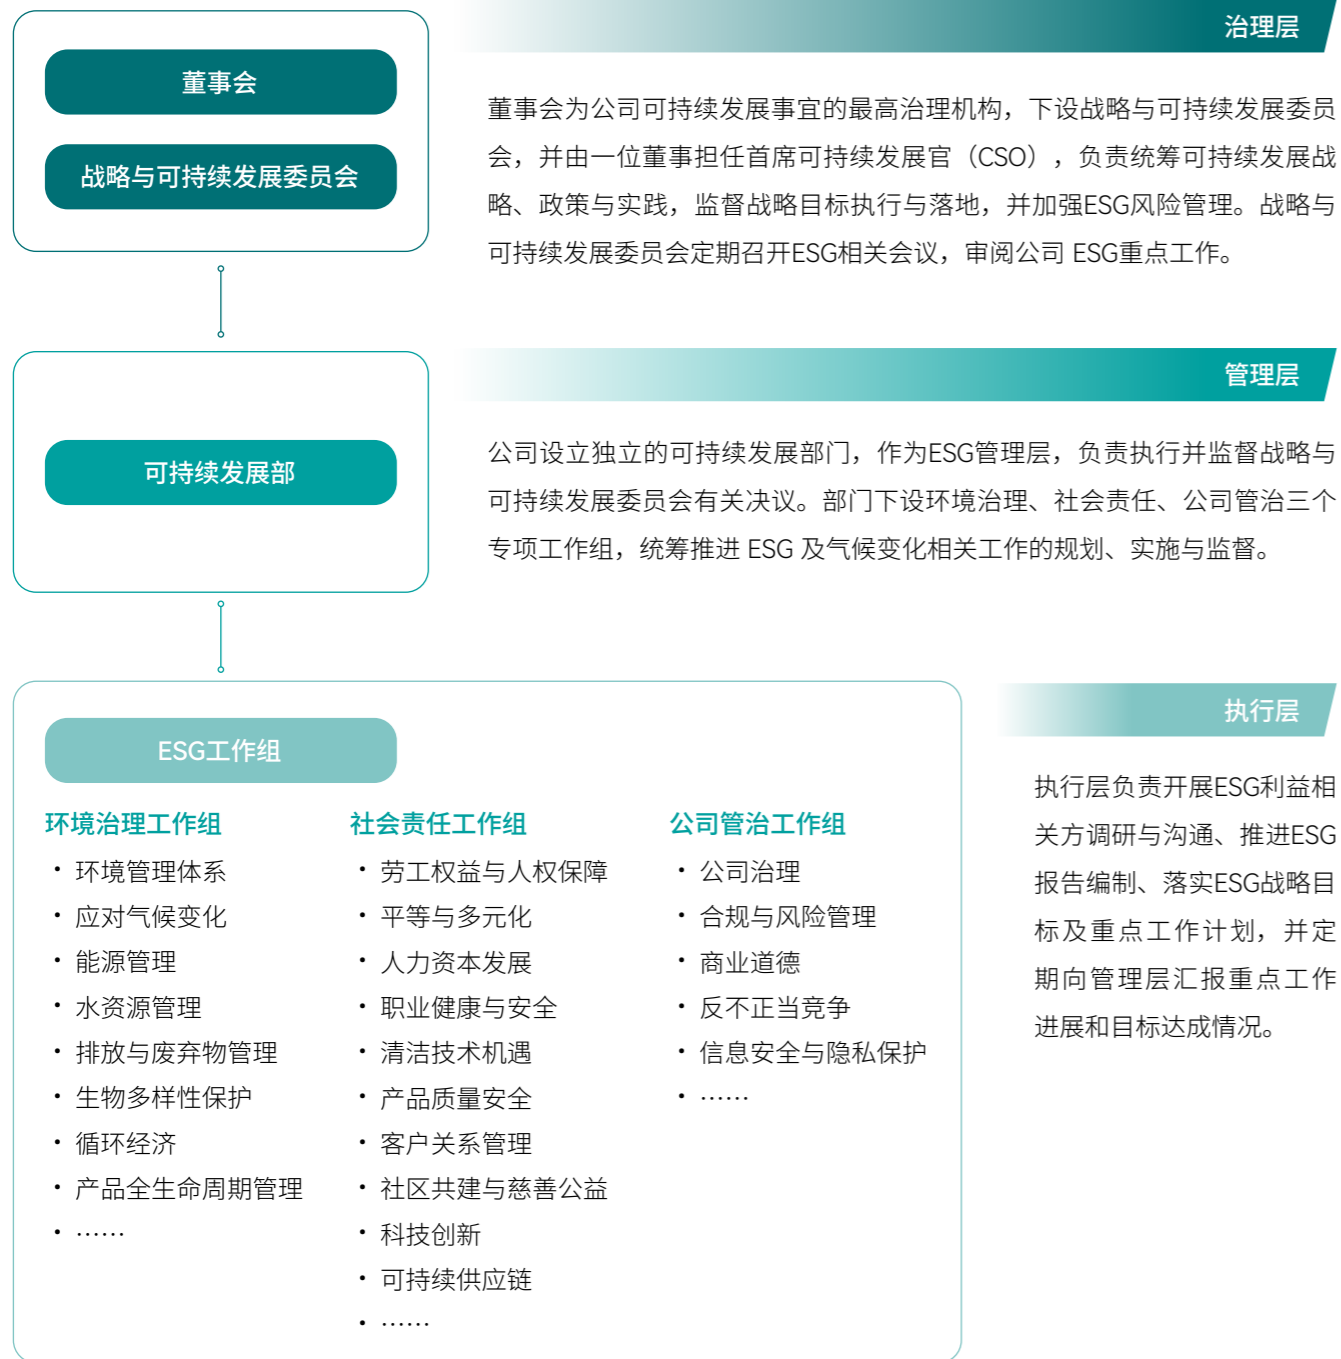 董事会
战略与可持续发展委员会
治理层
董事会为公司可持续发展事宜的最高治理机构，下设战略与可持续发展委员
会，并由一位董事担任首席可持续发展官（CSO），负责统筹可持续发展战
略、政策与实践，监督战略目标执行与落地，并加强ESG风险管理。战略与
可持续发展委员会定期召开ESG相关会议，审阅公司 ESG重点工作。
可持续发展部
管理层
公司设立独立的可持续发展部门，作为ESG管理层，负责执行并监督战略与
可持续发展委员会有关决议。部门下设环境治理、社会责任、公司管治三个
专项工作组，统筹推进 ESG 及气候变化相关工作的规划、实施与监督。
ESG工作组
环境治理工作组
· 环境管理体系
· 应对气候变化
· 能源管理
· 水资源管理
· 排放与废弃物管理
· 生物多样性保护
· 循环经济
· 产品全生命周期管理
· ……
社会责任工作组
· 劳工权益与人权保障
· 平等与多元化
· 人力资本发展
· 职业健康与安全
· 清洁技术机遇
· 产品质量安全
· 客户关系管理
· 社区共建与慈善公益
· 科技创新
· 可持续供应链
· ……
公司管治工作组
· 公司治理
· 合规与风险管理
· 商业道德
· 反不正当竞争
· 信息安全与隐私保护
· ……
执行层
执行层负责开展ESG利益相
关方调研与沟通、推进ESG
报告编制、落实ESG战略目
标及重点工作计划，并定
期向管理层汇报重点工作
进展和目标达成情况。